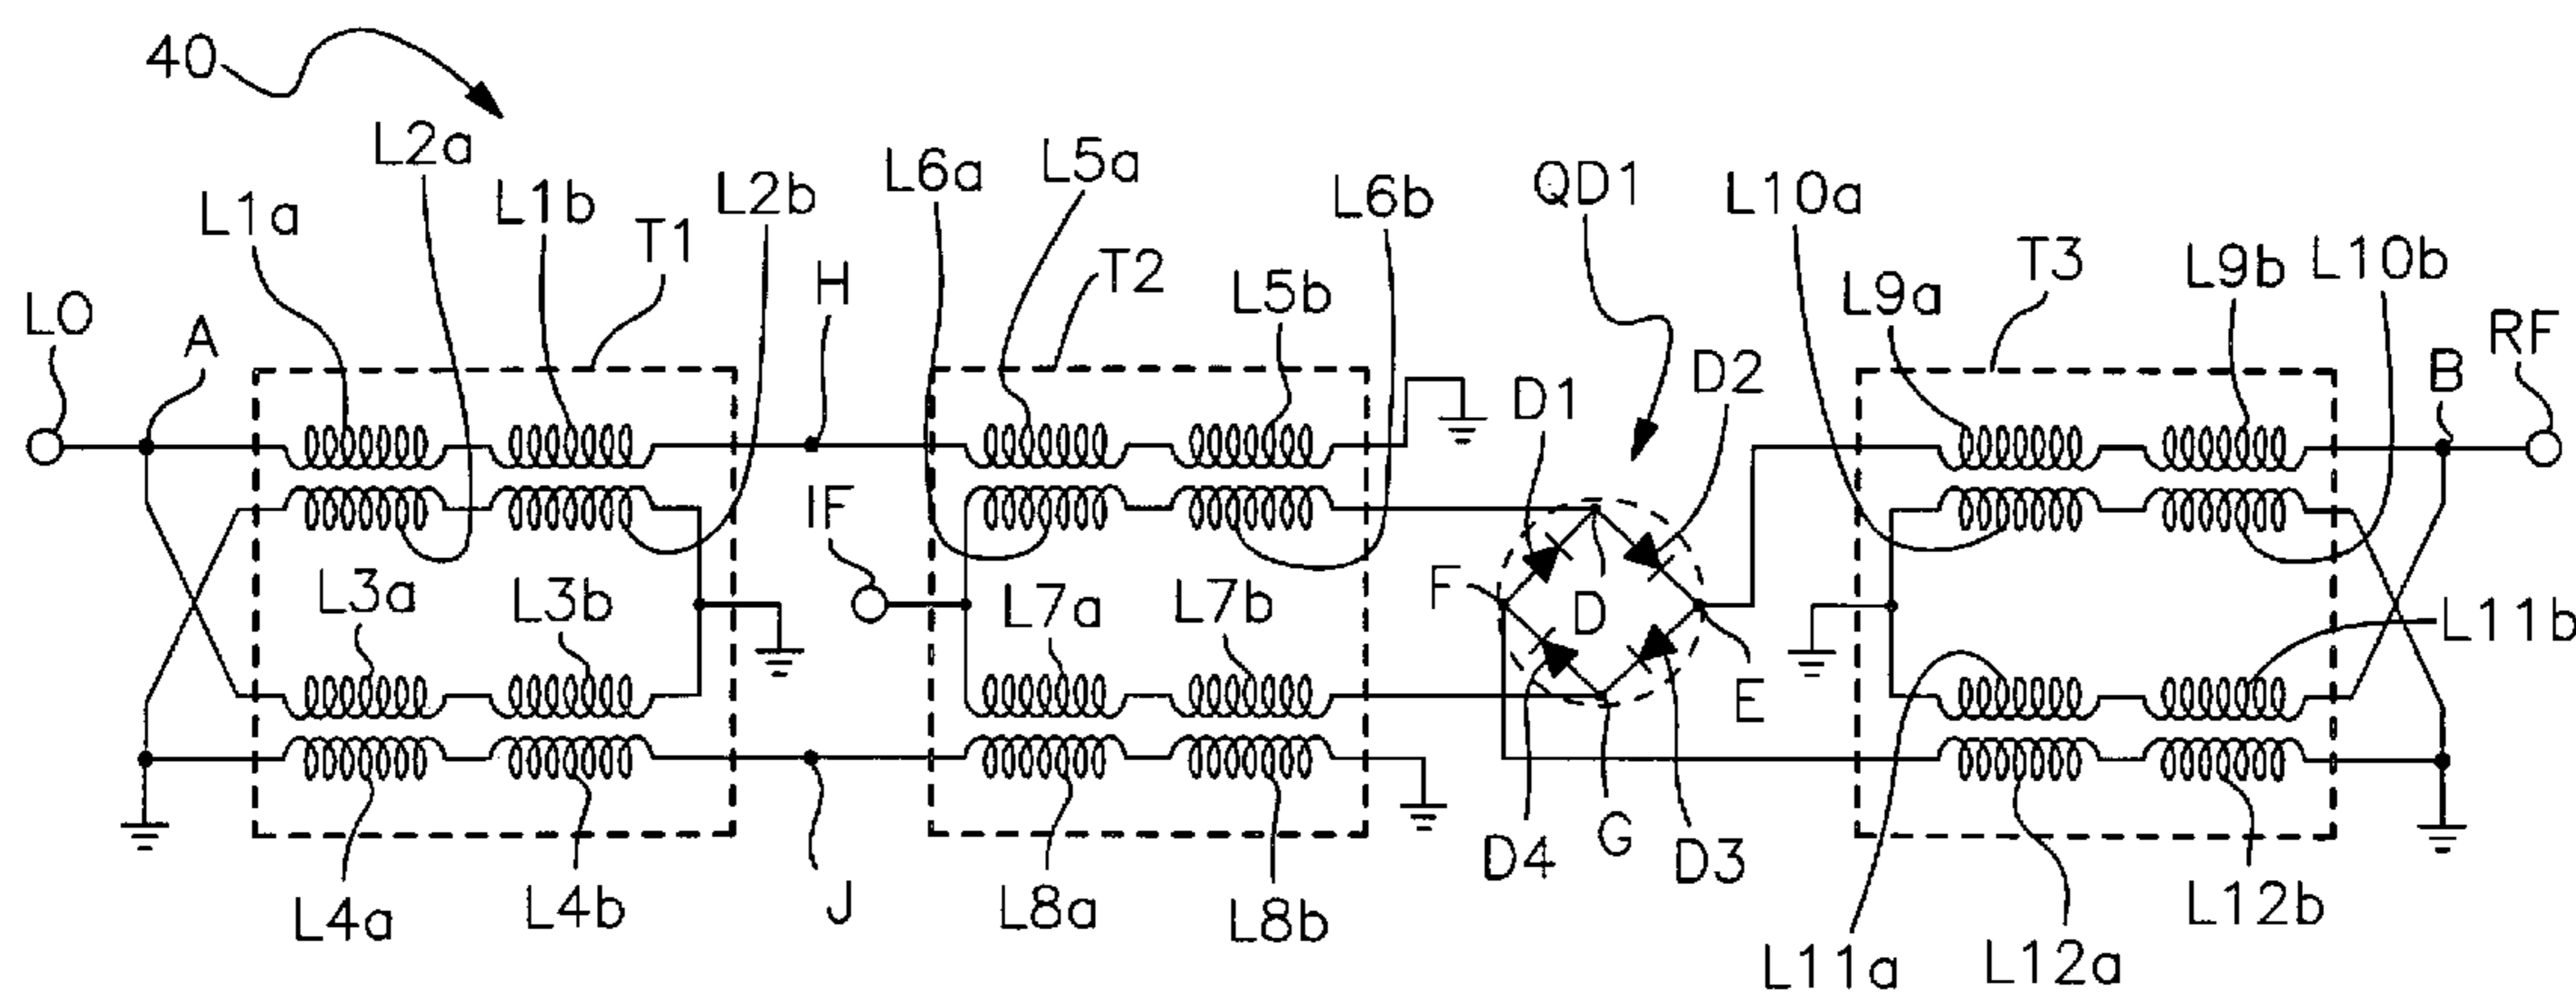 40
L2a
L1a
L1b
T1
L2b
H
L6a
L5a
T2
L5b
L6b
QD1
L10a
T3
L9a
L9b
L10b
LO
A
IF
D1
D2
B
RF
L3a
L3b
L7a
L7b
F
D
E
L11b
L4a
L4b
J
L8a
L8b
D4
G
D3
L11a
L12a
L12b